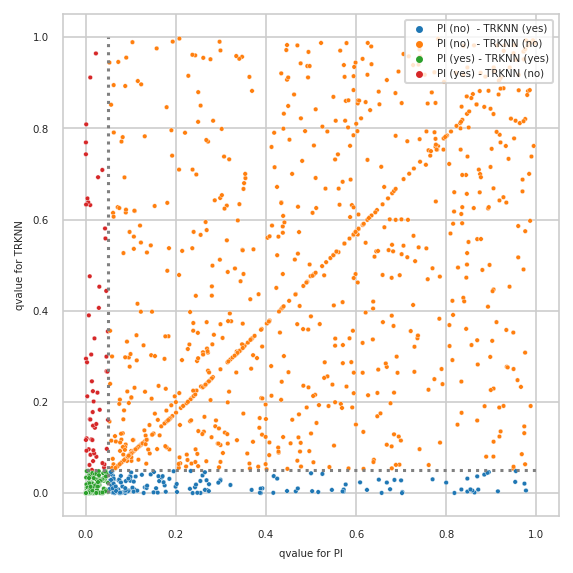 PI (no)  - TRKNN (yes)
PI (no)  - TRKNN (no)
PI (yes) - TRKNN (yes)
PI (yes) - TRKNN (no)
qvalue for TRKNN
1.0
0.8
0.6
0.4
0.2
0.0
0.0 0.2 0.4 0.6 0.8 1.0
qvalue for PI